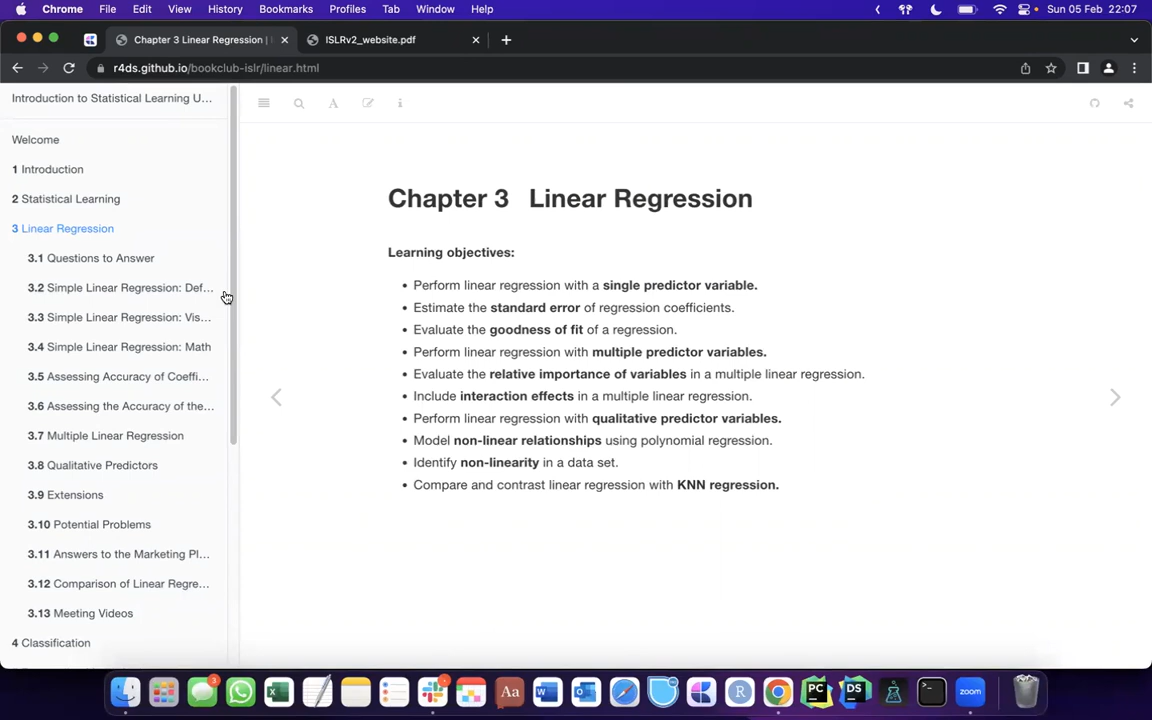 Chrome File Edit View History Bookmarks Profiles Tab Window Help Sun 05 Feb 22:07
Chapter 3 Linear Regression | ISLRv2_website.pdf
r4ds.github.io/bookclub-islr/linear.html
Introduction to Statistical Learning U...
Welcome
1 Introduction
2 Statistical Learning
3 Linear Regression
3.1 Questions to Answer
3.2 Simple Linear Regression: Def...
3.3 Simple Linear Regression: Vis...
3.4 Simple Linear Regression: Math
3.5 Assessing Accuracy of Coeffi...
3.6 Assessing the Accuracy of the...
3.7 Multiple Linear Regression
3.8 Qualitative Predictors
3.9 Extensions
3.10 Potential Problems
3.11 Answers to the Marketing Pl...
3.12 Comparison of Linear Regre...
3.13 Meeting Videos
4 Classification
Chapter 3 Linear Regression
Learning objectives:
• Perform linear regression with a single predictor variable.
• Estimate the standard error of regression coefficients.
• Evaluate the goodness of fit of a regression.
• Perform linear regression with multiple predictor variables.
• Evaluate the relative importance of variables in a multiple linear regression.
• Include interaction effects in a multiple linear regression.
• Perform linear regression with qualitative predictor variables.
• Model non-linear relationships using polynomial regression.
• Identify non-linearity in a data set.
• Compare and contrast linear regression with KNN regression.
3 Aa PC DS zoom